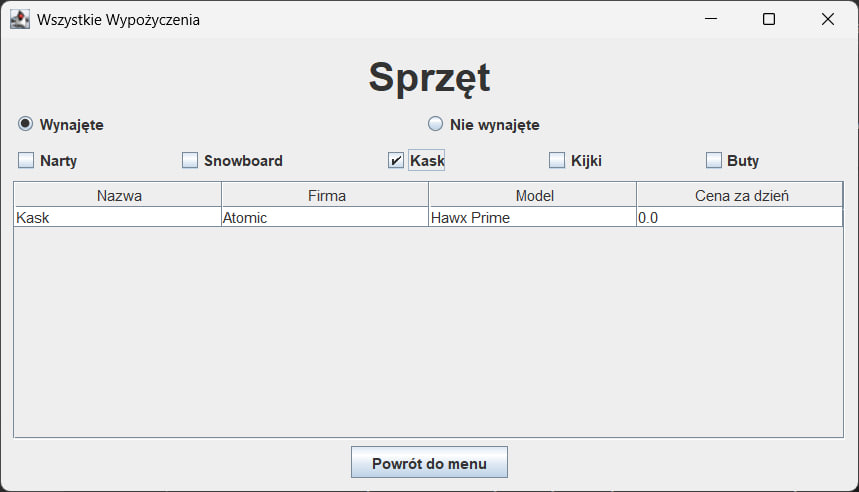 Wszystkie Wypożyczenia
Sprzęt
Wynajęte Nie wynajęte
Narty Snowboard Kask Kijki Buty
Nazwa Firma Model Cena za dzień
Kask Atomic Hawx Prime 0.0
Powrót do menu